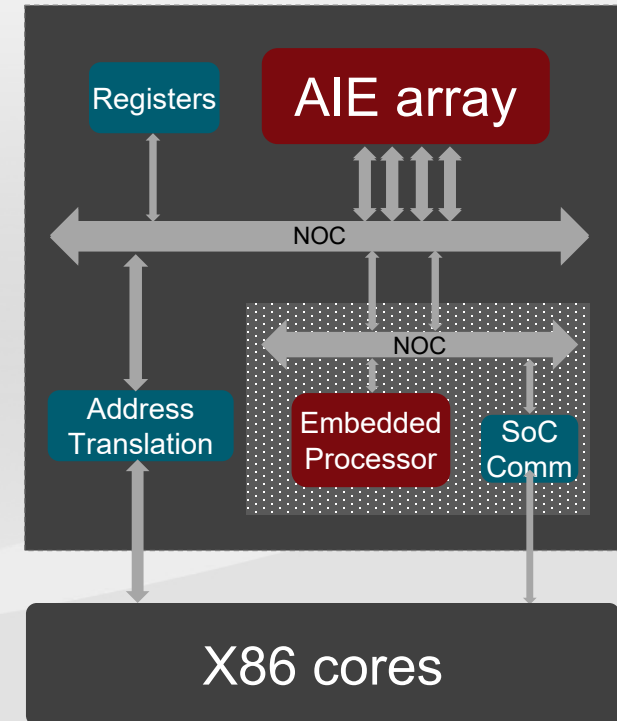 Registers
AIE array
NOC
NOC
Address
Translation
Embedded
Processor
SoC
Comm
X86 cores